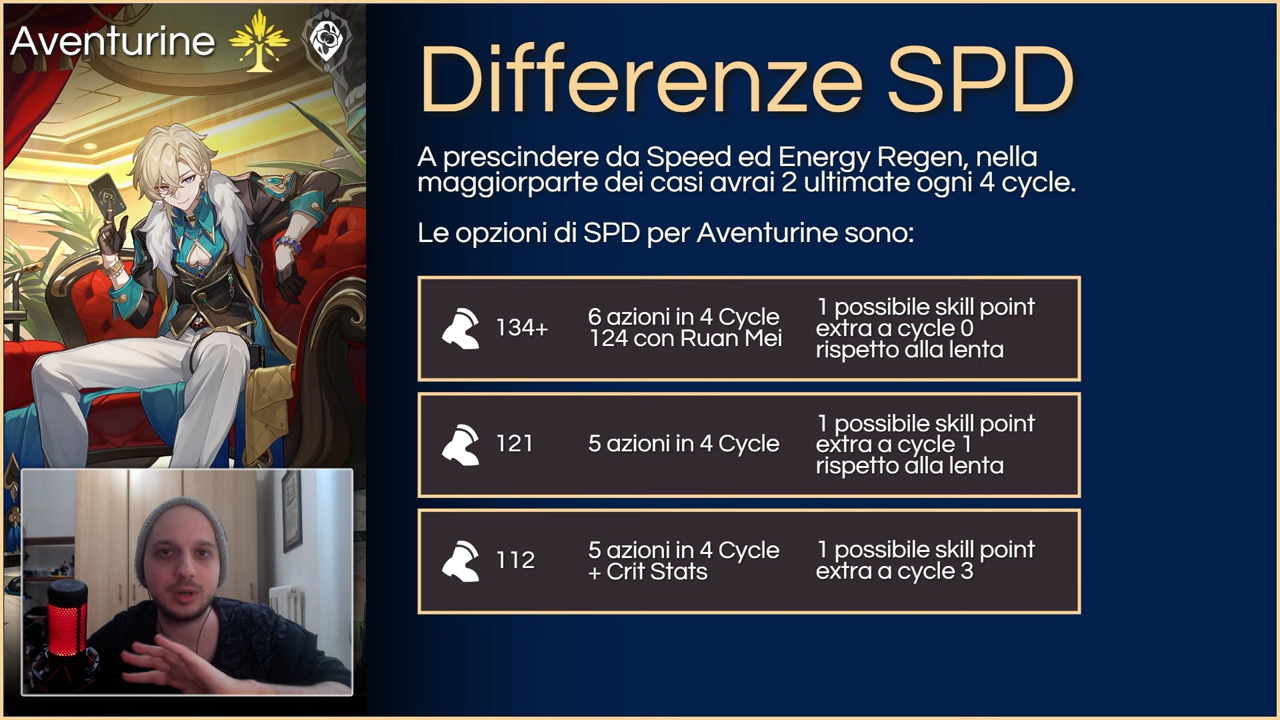 Aventurine
Differenze SPD
A prescindere da Speed ed Energy Regen, nella
maggiorparte dei casi avrai 2 ultimate ogni 4 cycle.
Le opzioni di SPD per Aventurine sono:
134+
6 azioni in 4 Cycle
124 con Ruan Mei
1 possibile skill point
extra a cycle 0
rispetto alla lenta
121
5 azioni in 4 Cycle
1 possibile skill point
extra a cycle 1
rispetto alla lenta
112
5 azioni in 4 Cycle
+ Crit Stats
1 possibile skill point
extra a cycle 3